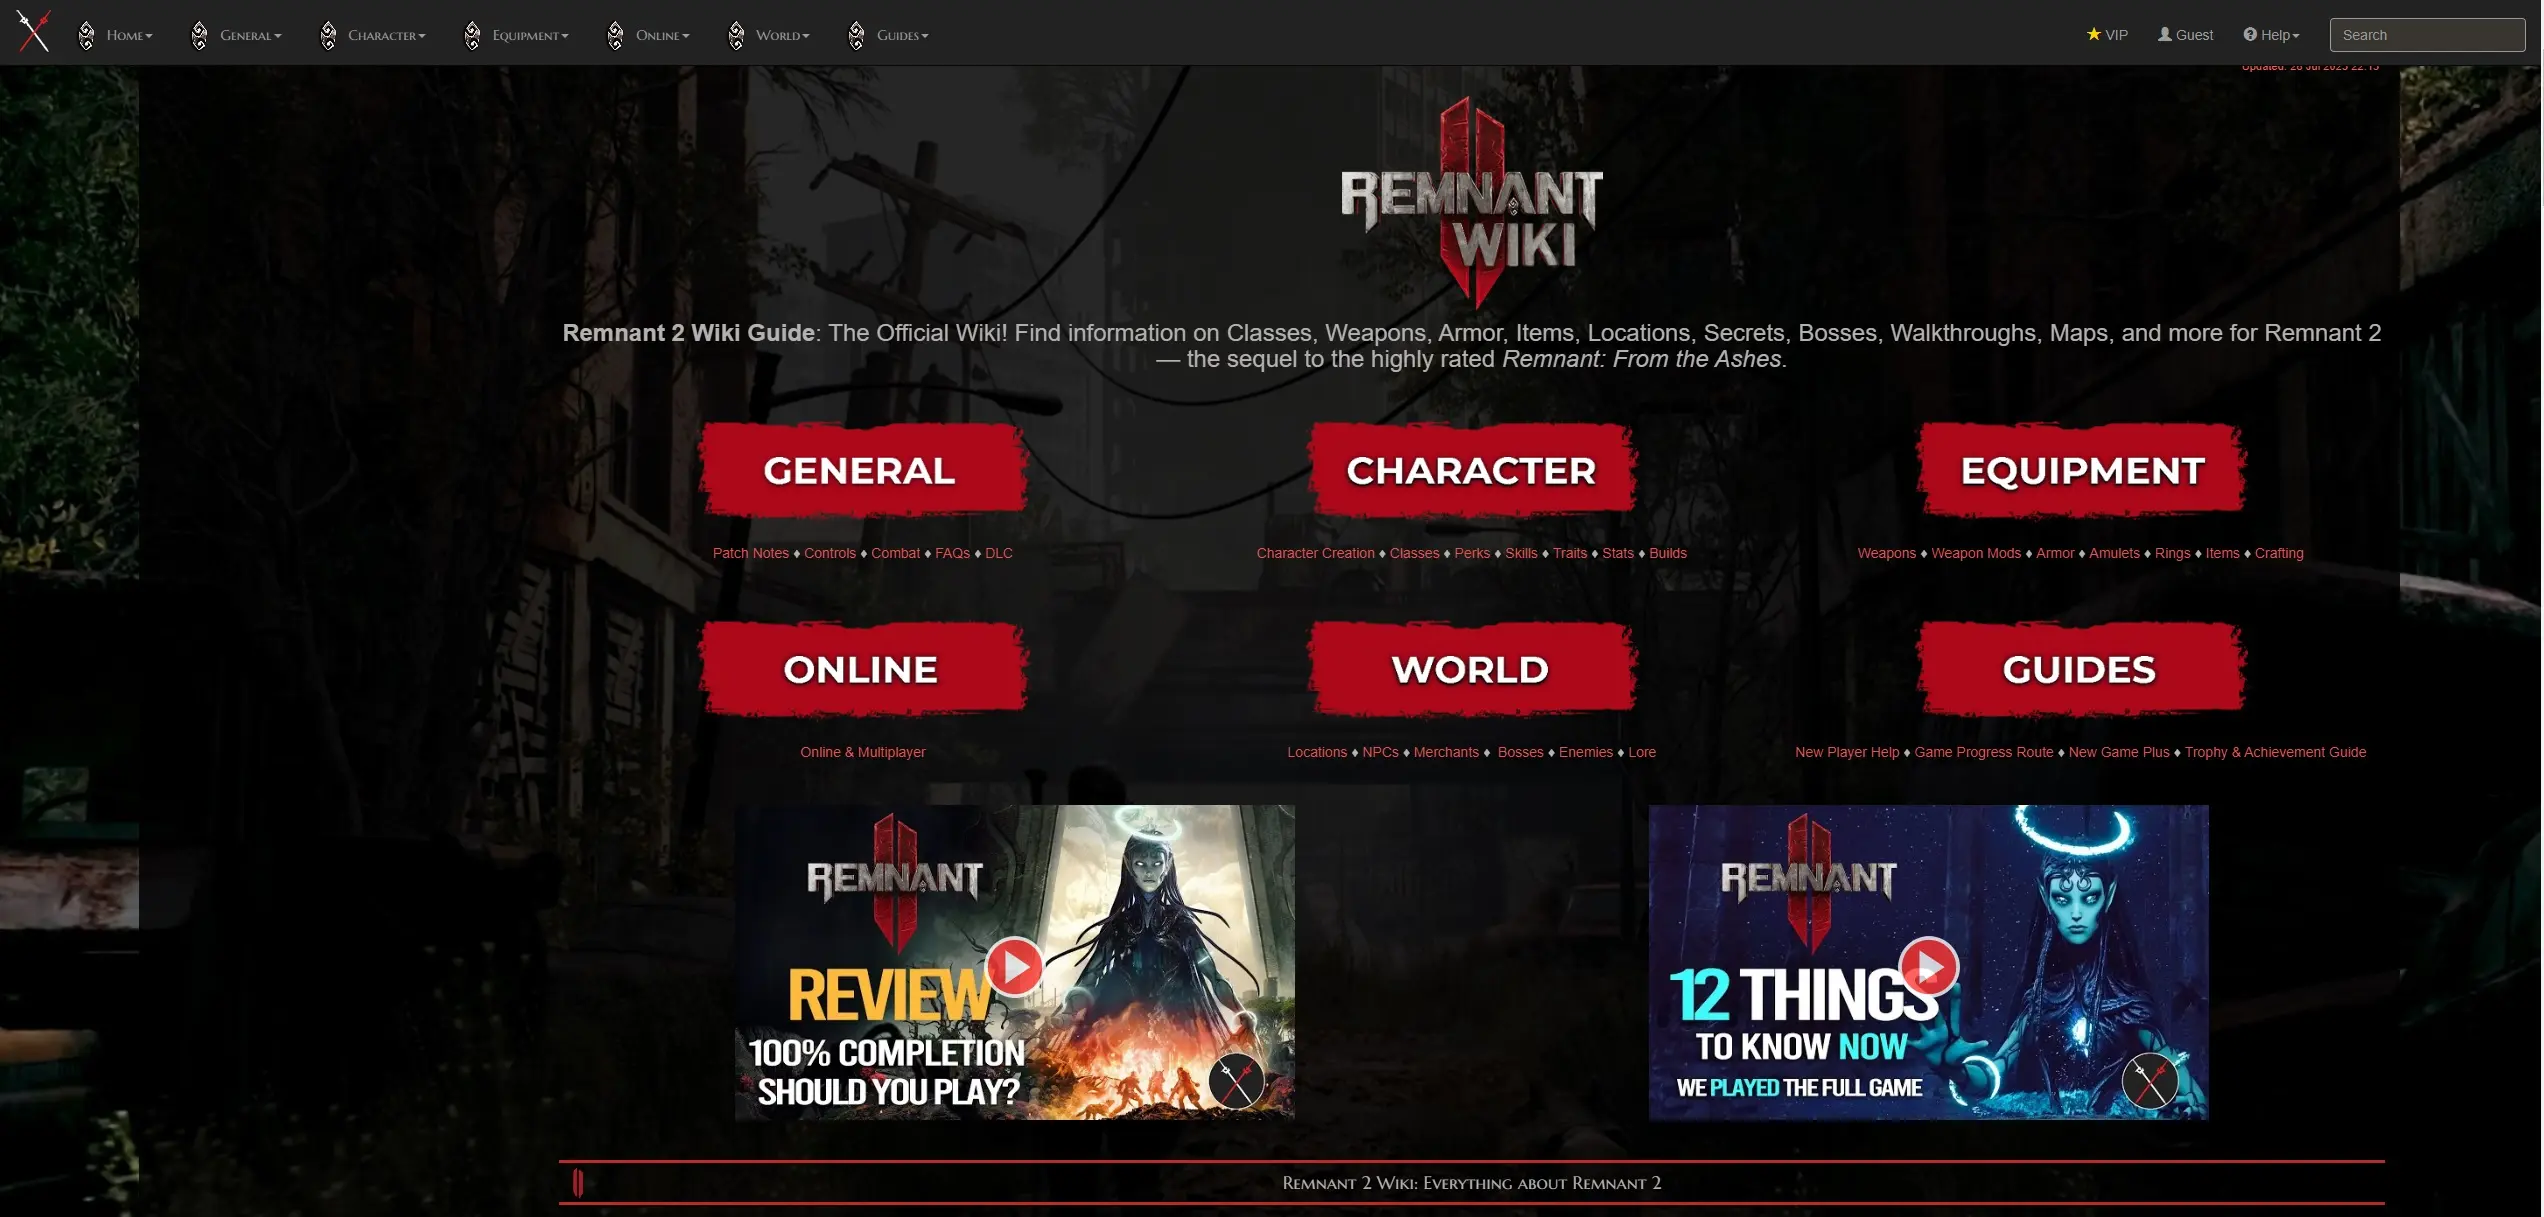 Home General Character Equipment Online World Guides VIP Guest Help Search
Updated: 26 Jul 2023 22:15
REMNANT
WIKI
Remnant 2 Wiki Guide: The Official Wiki! Find information on Classes, Weapons, Armor, Items, Locations, Secrets, Bosses, Walkthroughs, Maps, and more for Remnant 2
— the sequel to the highly rated Remnant: From the Ashes.
GENERAL CHARACTER EQUIPMENT
Patch Notes ♦ Controls ♦ Combat ♦ FAQs ♦ DLC
Character Creation ♦ Classes ♦ Perks ♦ Skills ♦ Traits ♦ Stats ♦ Builds
Weapons ♦ Weapon Mods ♦ Armor ♦ Amulets ♦ Rings ♦ Items ♦ Crafting
ONLINE WORLD GUIDES
Online & Multiplayer
Locations ♦ NPCs ♦ Merchants ♦ Bosses ♦ Enemies ♦ Lore
New Player Help ♦ Game Progress Route ♦ New Game Plus ♦ Trophy & Achievement Guide
REMNANT
REVIEW
100% COMPLETION
SHOULD YOU PLAY?
REMNANT
12 THINGS
TO KNOW NOW
WE PLAYED THE FULL GAME
Remnant 2 Wiki: Everything about Remnant 2